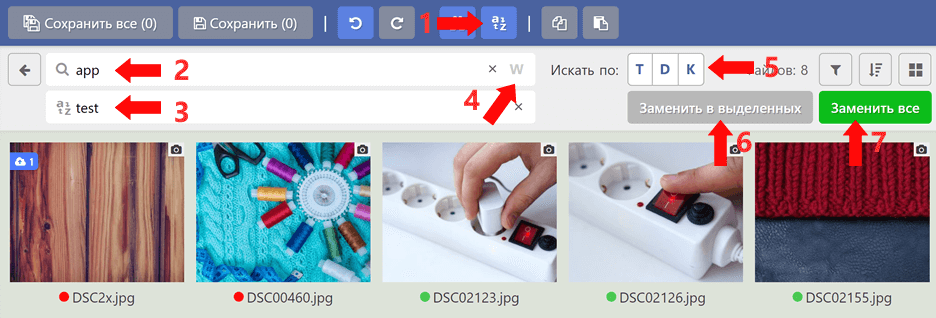 Сохранить все (0) Сохранить (0) 1
app W Искать по: T D K 5 Файлов: 8
2 4
test 3 Заменить в выделенных Заменить все
6 7
1
DSC2x.jpg DSC00460.jpg DSC02123.jpg DSC02126.jpg DSC02155.jpg